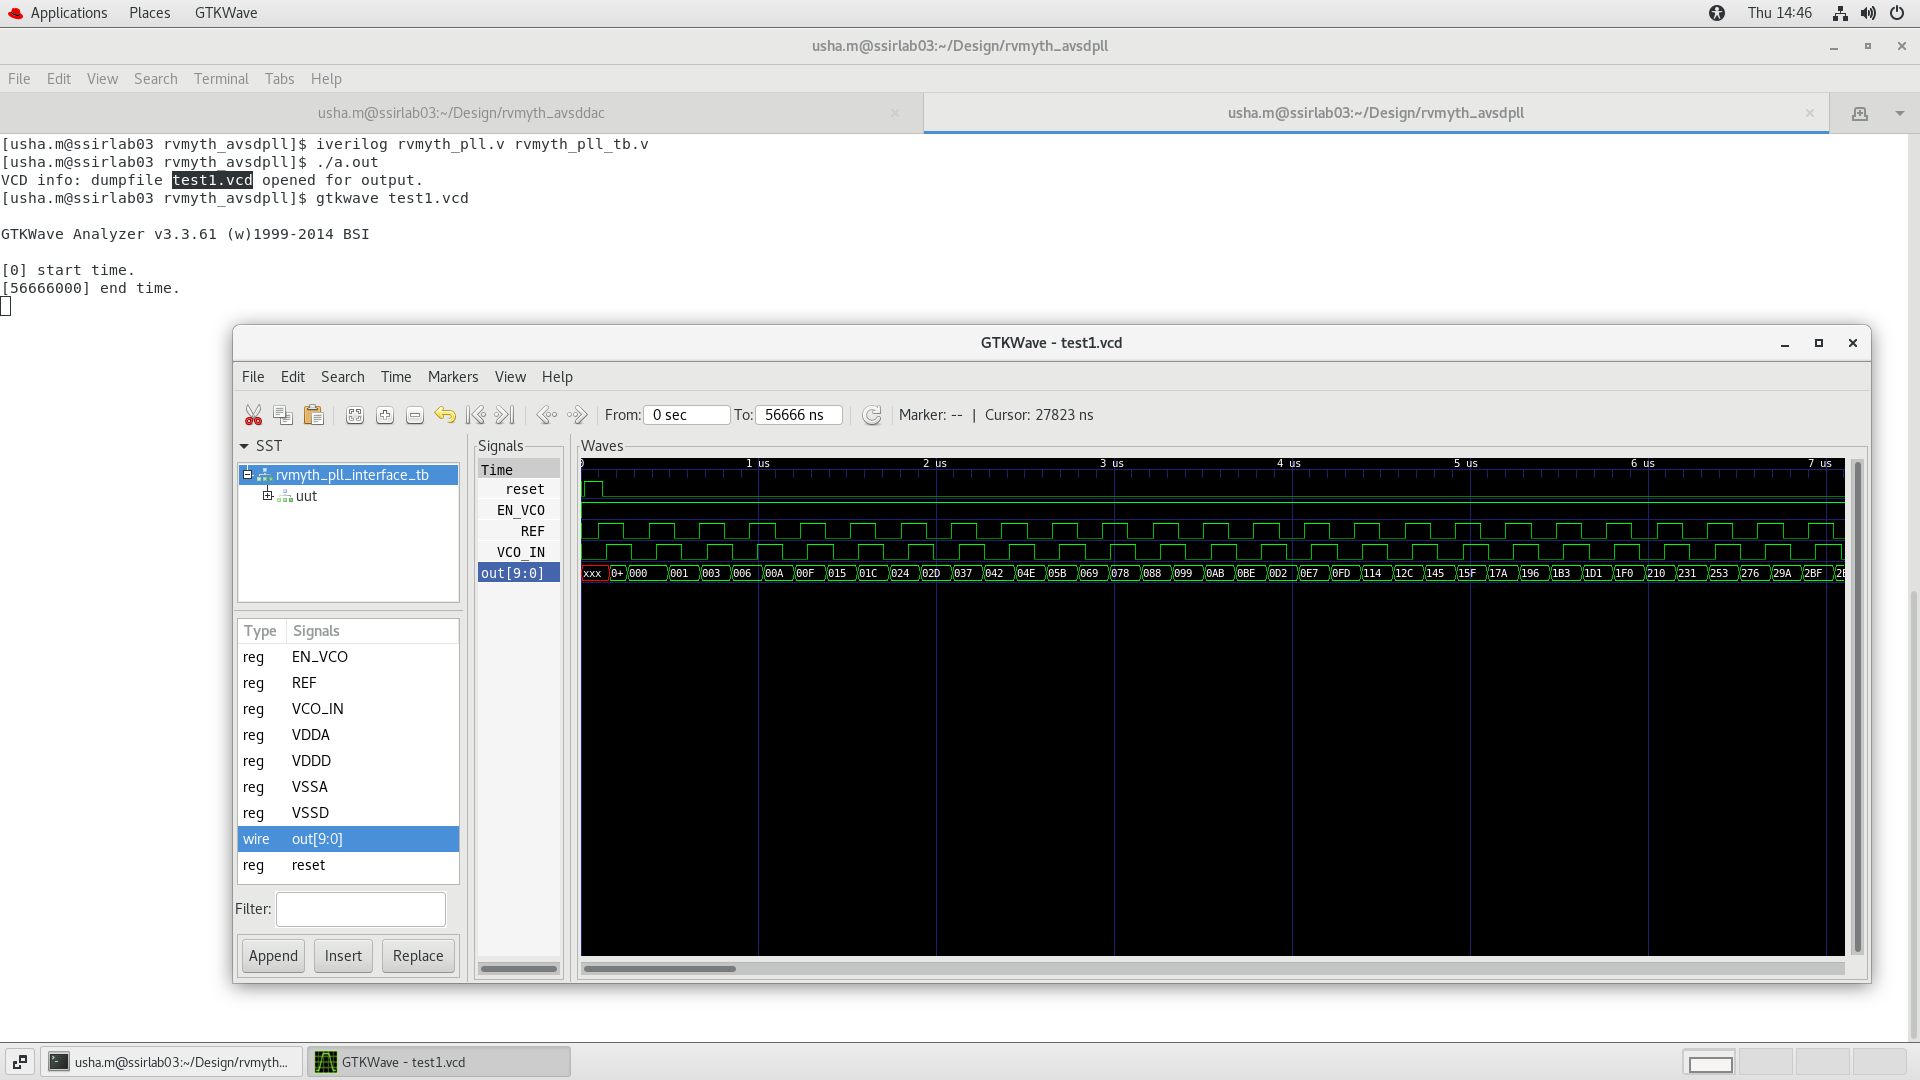 Applications Places GTKWave Thu 14:46
usha.m@ssirlab03:~/Design/rvmyth_avsdpll
File Edit View Search Terminal Tabs Help
usha.m@ssirlab03:~/Design/rvmyth_avsddac usha.m@ssirlab03:~/Design/rvmyth_avsdpll
[usha.m@ssirlab03 rvmyth_avsdpll]$ iverilog rvmyth_pll.v rvmyth_pll_tb.v
[usha.m@ssirlab03 rvmyth_avsdpll]$ ./a.out
VCD info: dumpfile test1.vcd opened for output.
[usha.m@ssirlab03 rvmyth_avsdpll]$ gtkwave test1.vcd
GTKWave Analyzer v3.3.61 (w)1999-2014 BSI
[0] start time.
[56666000] end time.
GTKWave - test1.vcd
File Edit Search Time Markers View Help
From: 0 sec To: 56666 ns Marker: -- | Cursor: 27823 ns
SST
rvmyth_pll_interface_tb
uut
Type Signals
reg EN_VCO
reg REF
reg VCO_IN
reg VDDA
reg VDDD
reg VSSA
reg VSSD
wire out[9:0]
reg reset
Filter:
Append Insert Replace
Signals
Time
reset
EN_VCO
REF
VCO_IN
out[9:0]
Waves
0 1 us 2 us 3 us 4 us 5 us 6 us 7 us
xxx 0+ 000 001 003 006 00A 00F 015 01C 024 02D 037 042 04E 05B 069 078 088 099 0AB 0BE 0D2 0E7 0FD 114 12C 145 15F 17A 196 1B3 1D1 1F0 210 231 253 276 29A 2BF
usha.m@ssirlab03:~/Design/rvmyth... GTKWave - test1.vcd